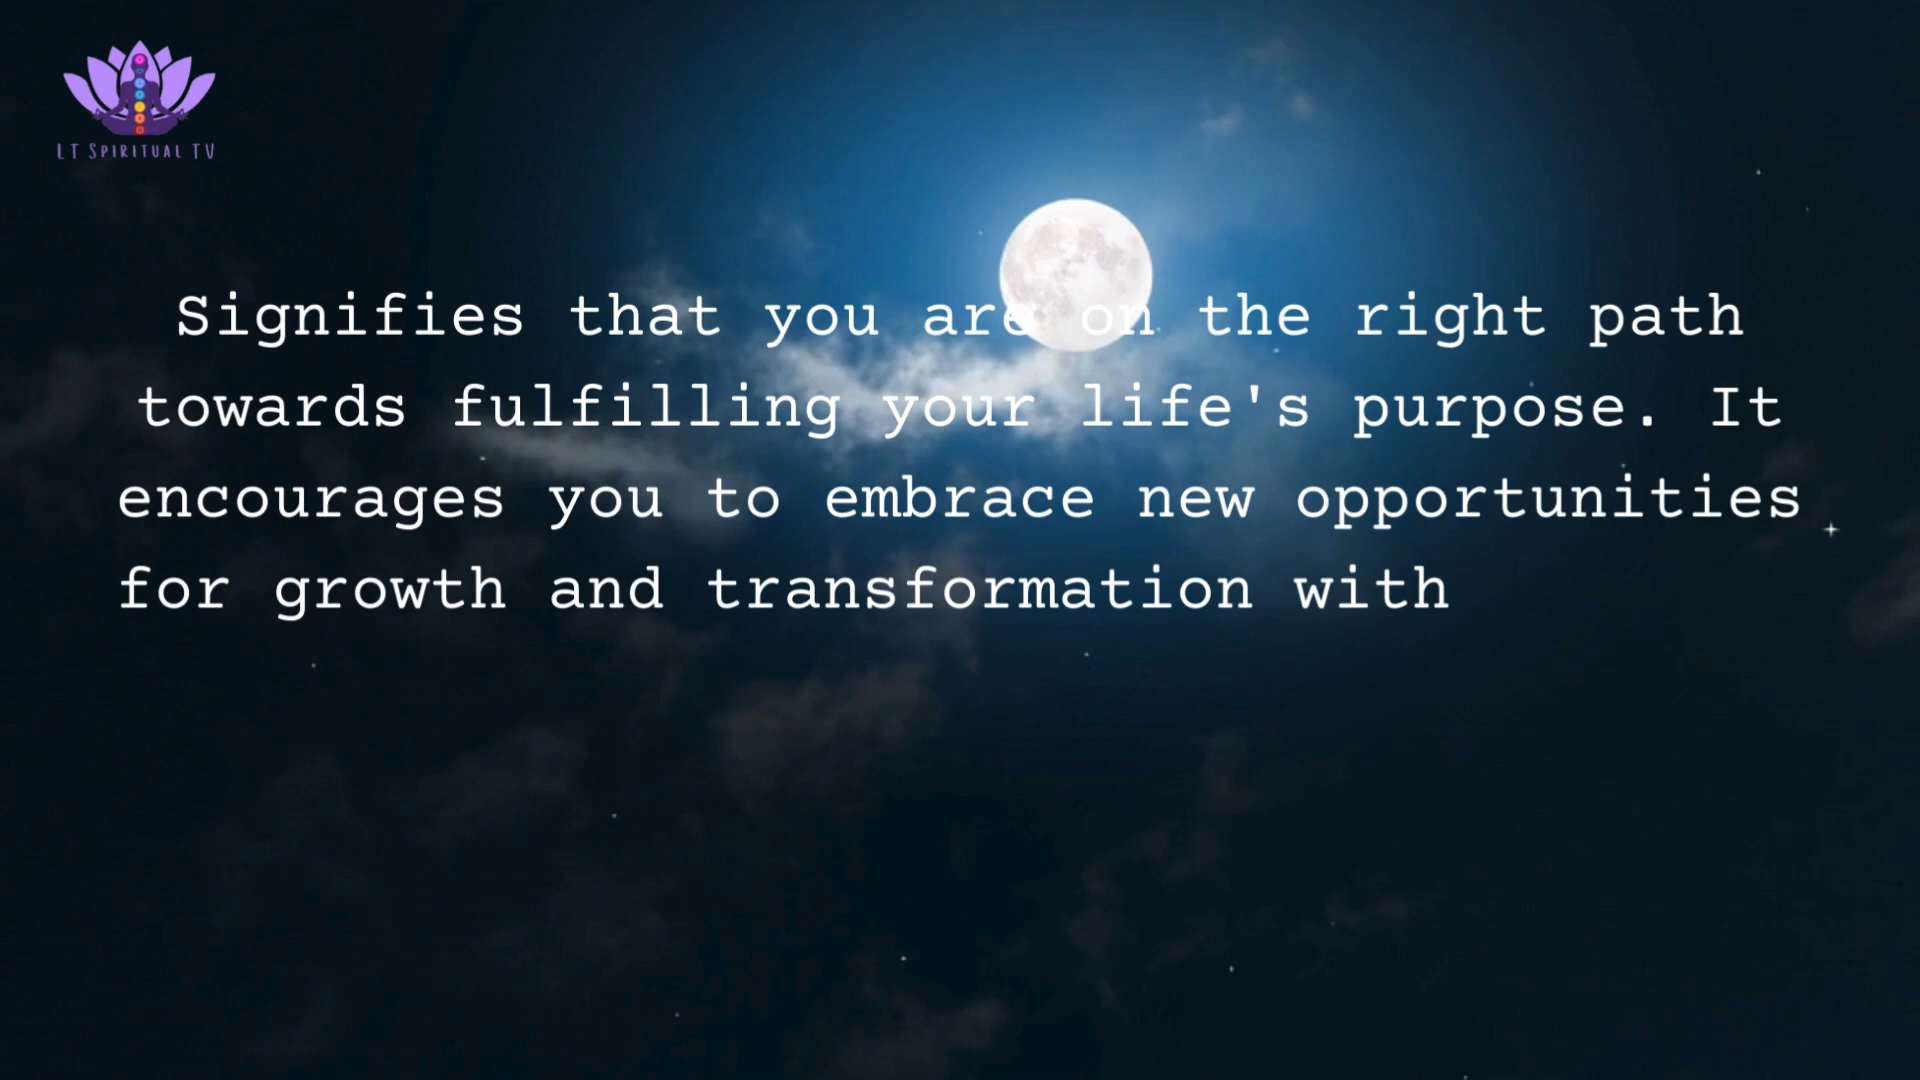 LT SPIRITUAL TV
Signifies that you are on the right path
towards fulfilling your life's purpose. It
encourages you to embrace new opportunities
for growth and transformation with